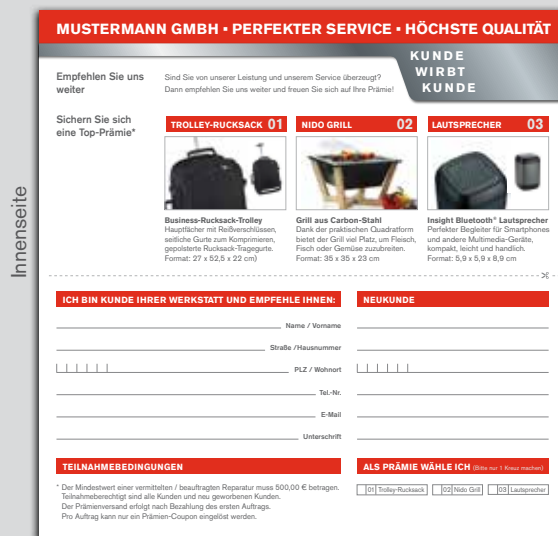 Innenseite
MUSTERMANN GMBH ▪ PERFEKTER SERVICE ▪ HÖCHSTE QUALITÄT
KUNDE
WIRBT
KUNDE
Empfehlen Sie uns
weiter
Sind Sie von unserer Leistung und unserem Service überzeugt?
Dann empfehlen Sie uns weiter und freuen Sie sich auf Ihre Prämie!
Sichern Sie sich
eine Top-Prämie*
TROLLEY-RUCKSACK 01
Business-Rucksack-Trolley
Hauptfächer mit Reißverschlüssen,
seitliche Gurte zum Komprimieren,
gepolsterte Rucksack-Tragegurte.
Format: 27 x 52,5 x 22 cm)
NIDO GRILL 02
Grill aus Carbon-Stahl
Dank der praktischen Quadratform
bietet der Grill viel Platz, um Fleisch,
Fisch oder Gemüse zuzubereiten.
Format: 35 x 35 x 23 cm
LAUTSPRECHER 03
Insight Bluetooth® Lautsprecher
Perfekter Begleiter für Smartphones
und andere Multimedia-Geräte,
kompakt, leicht und handlich.
Format: 5,9 x 5,9 x 8,9 cm
ICH BIN KUNDE IHRER WERKSTATT UND EMPFEHLE IHNEN:
NEUKUNDE
Name / Vorname
Straße /Hausnummer
PLZ / Wohnort
Tel.-Nr.
E-Mail
Unterschrift
TEILNAHMEBEDINGUNGEN
* Der Mindestwert einer vermittelten / beauftragten Reparatur muss 500,00 € betragen.
Teilnahmeberechtigt sind alle Kunden und neu geworbenen Kunden.
Der Prämienversand erfolgt nach Bezahlung des ersten Auftrags.
Pro Auftrag kann nur ein Prämien-Coupon eingelöst werden.
ALS PRÄMIE WÄHLE ICH (Bitte nur 1 Kreuz machen)
01 Trolley-Rucksack 02 Nido Grill 03 Lautsprecher